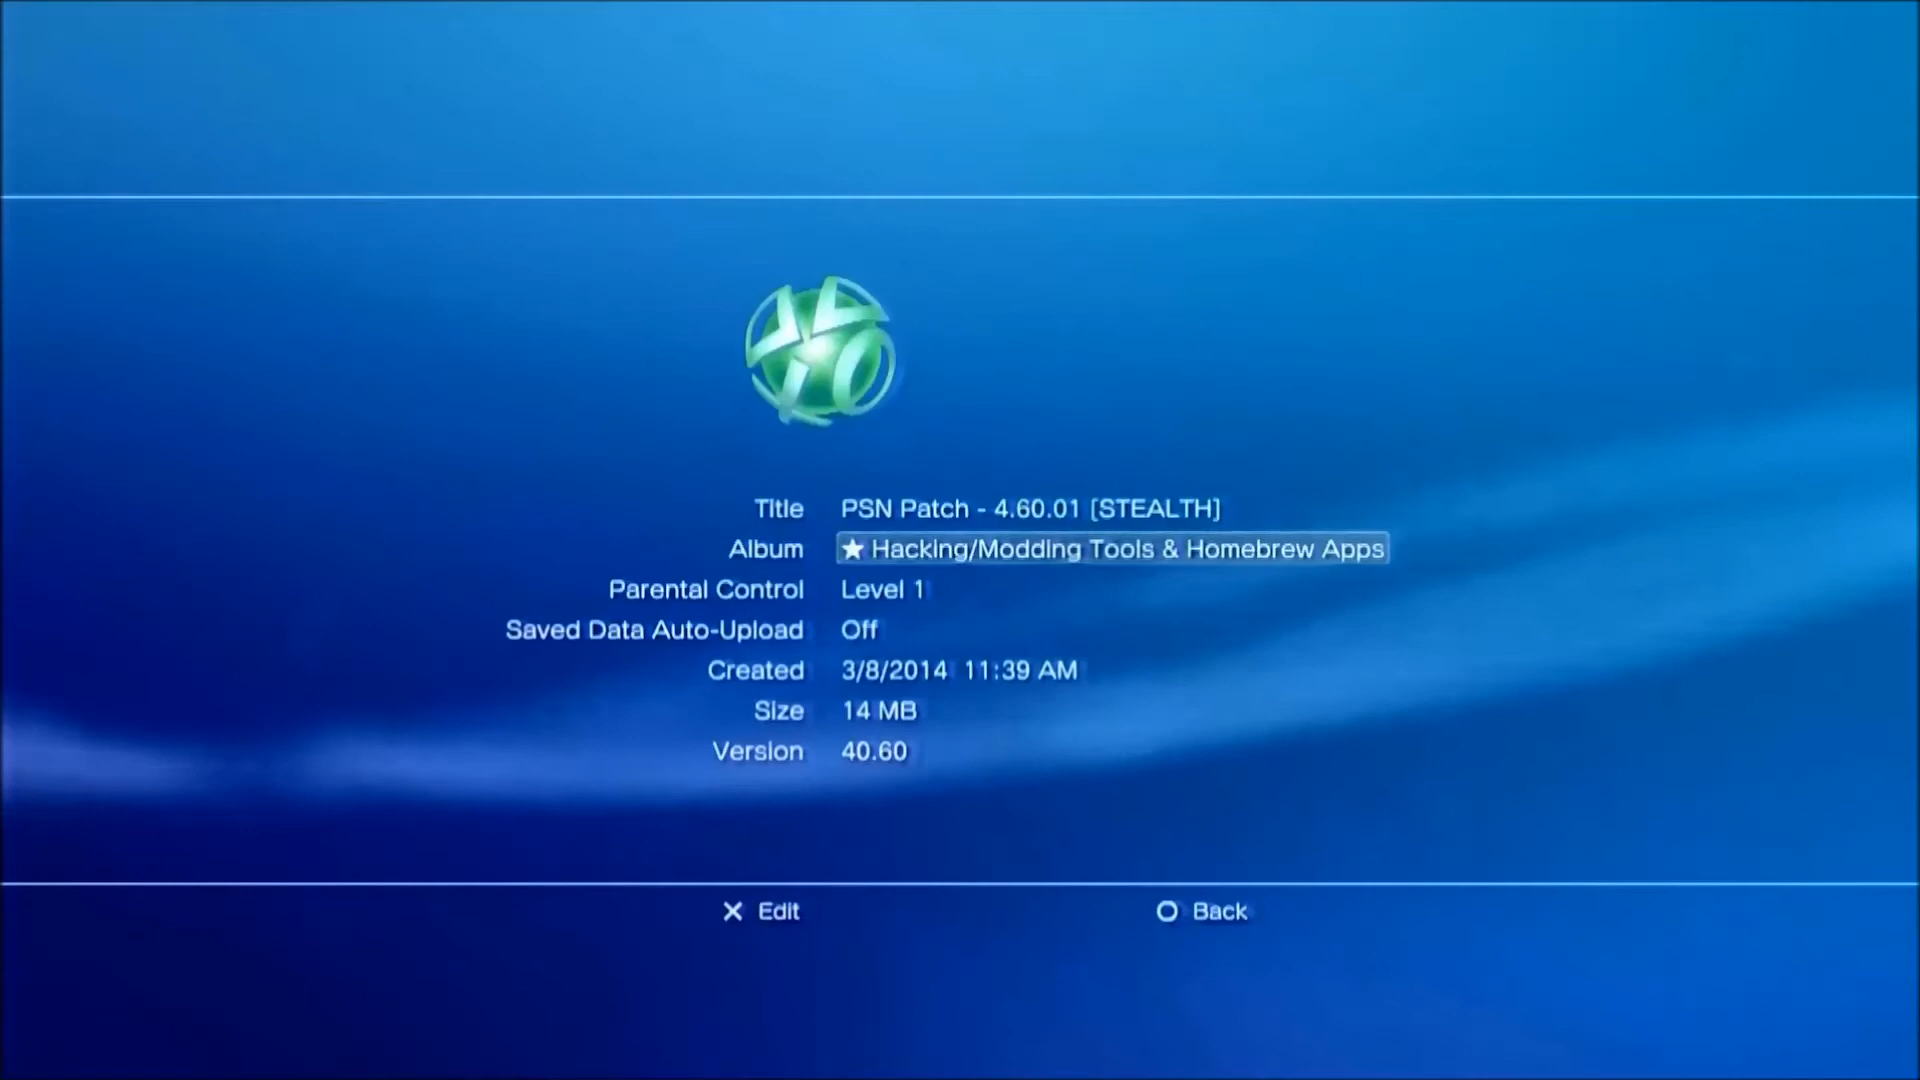 Title PSN Patch - 4.60.01 [STEALTH]
Album ★ Hacking/Modding Tools & Homebrew Apps
Parental Control Level 1
Saved Data Auto-Upload Off
Created 3/8/2014 11:39 AM
Size 14 MB
Version 40.60
X Edit O Back